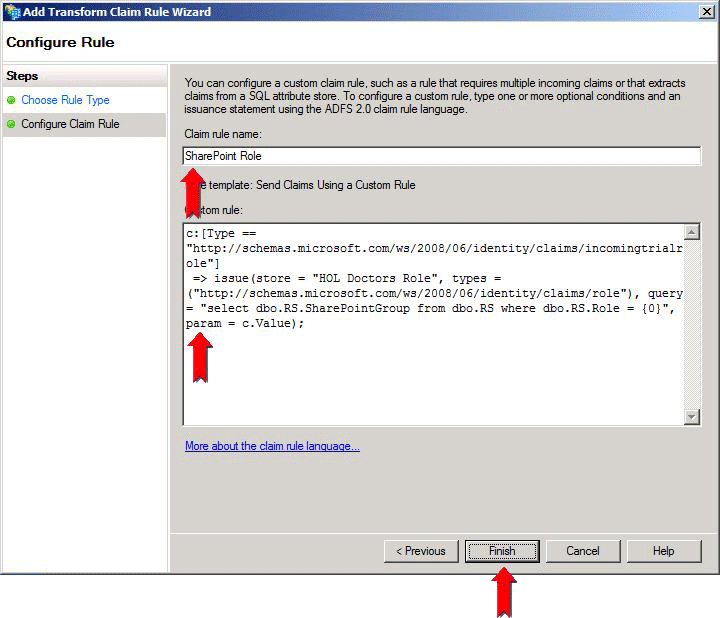 Add Transform Claim Rule Wizard
Configure Rule
Steps
Choose Rule Type
Configure Claim Rule
You can configure a custom claim rule, such as a rule that requires multiple incoming claims or that extracts
claims from a SQL attribute store. To configure a custom rule, type one or more optional conditions and an
issuance statement using the ADFS 2.0 claim rule language.
Claim rule name:
SharePoint Role
template: Send Claims Using a Custom Rule
rule:
c:[Type ==
"http://schemas.microsoft.com/ws/2008/06/identity/claims/incomingtrialr
ole"]
=> issue(store = "HOL Doctors Role", types =
("http://schemas.microsoft.com/ws/2008/06/identity/claims/role"), query
= "select dbo.RS.SharePointGroup from dbo.RS where dbo.RS.Role = {0}",
param = c.Value);
More about the claim rule language...
< Previous
Finish
Cancel
Help